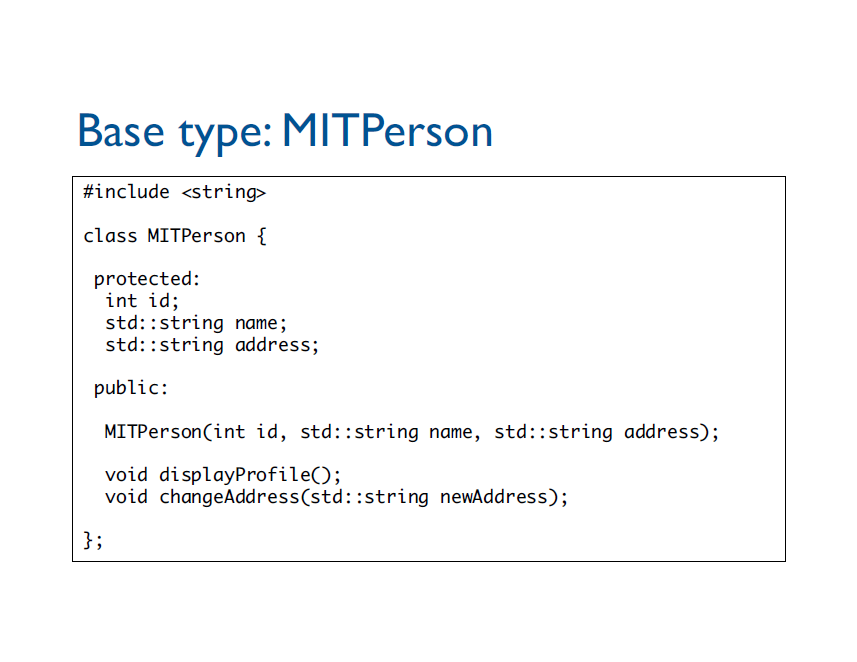 Base type: MITPerson
#include <string>
class MITPerson {
protected:
int id;
std::string name;
std::string address;
public:
MITPerson(int id, std::string name, std::string address);
void displayProfile();
void changeAddress(std::string newAddress);
};